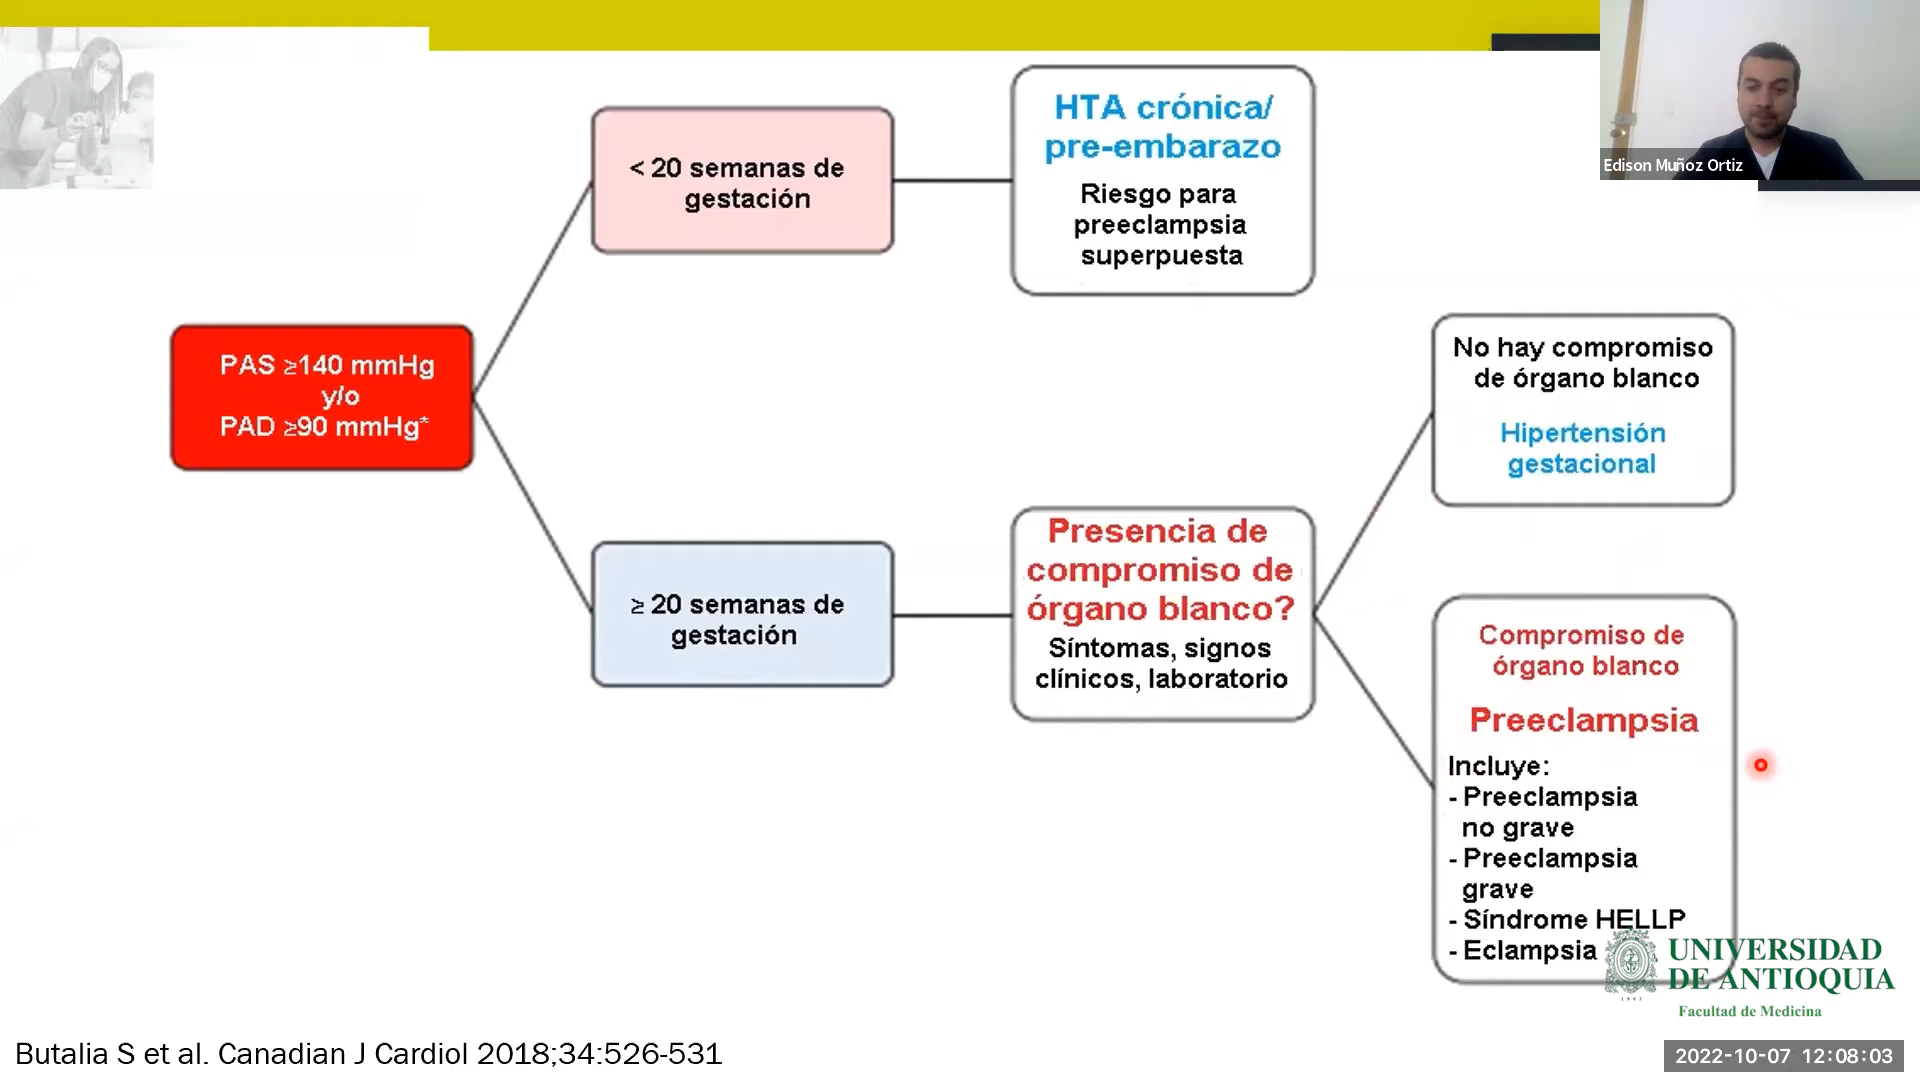 Edison Muñoz Ortiz
HTA crónica/
pre-embarazo
Riesgo para
preeclampsia
superpuesta
< 20 semanas de
gestación
PAS ≥140 mmHg
y/o
PAD ≥90 mmHg*
≥ 20 semanas de
gestación
Presencia de
compromiso de
órgano blanco?
Síntomas, signos
clínicos, laboratorio
No hay compromiso
de órgano blanco
Hipertensión
gestacional
Compromiso de
órgano blanco
Preeclampsia
Incluye:
- Preeclampsia
no grave
- Preeclampsia
grave
- Síndrome HELLP
- Eclampsia
UNIVERSIDAD
DE ANTIOQUIA
1803
Facultad de Medicina
Butalia S et al. Canadian J Cardiol 2018;34:526-531
2022-10-07 12:08:03